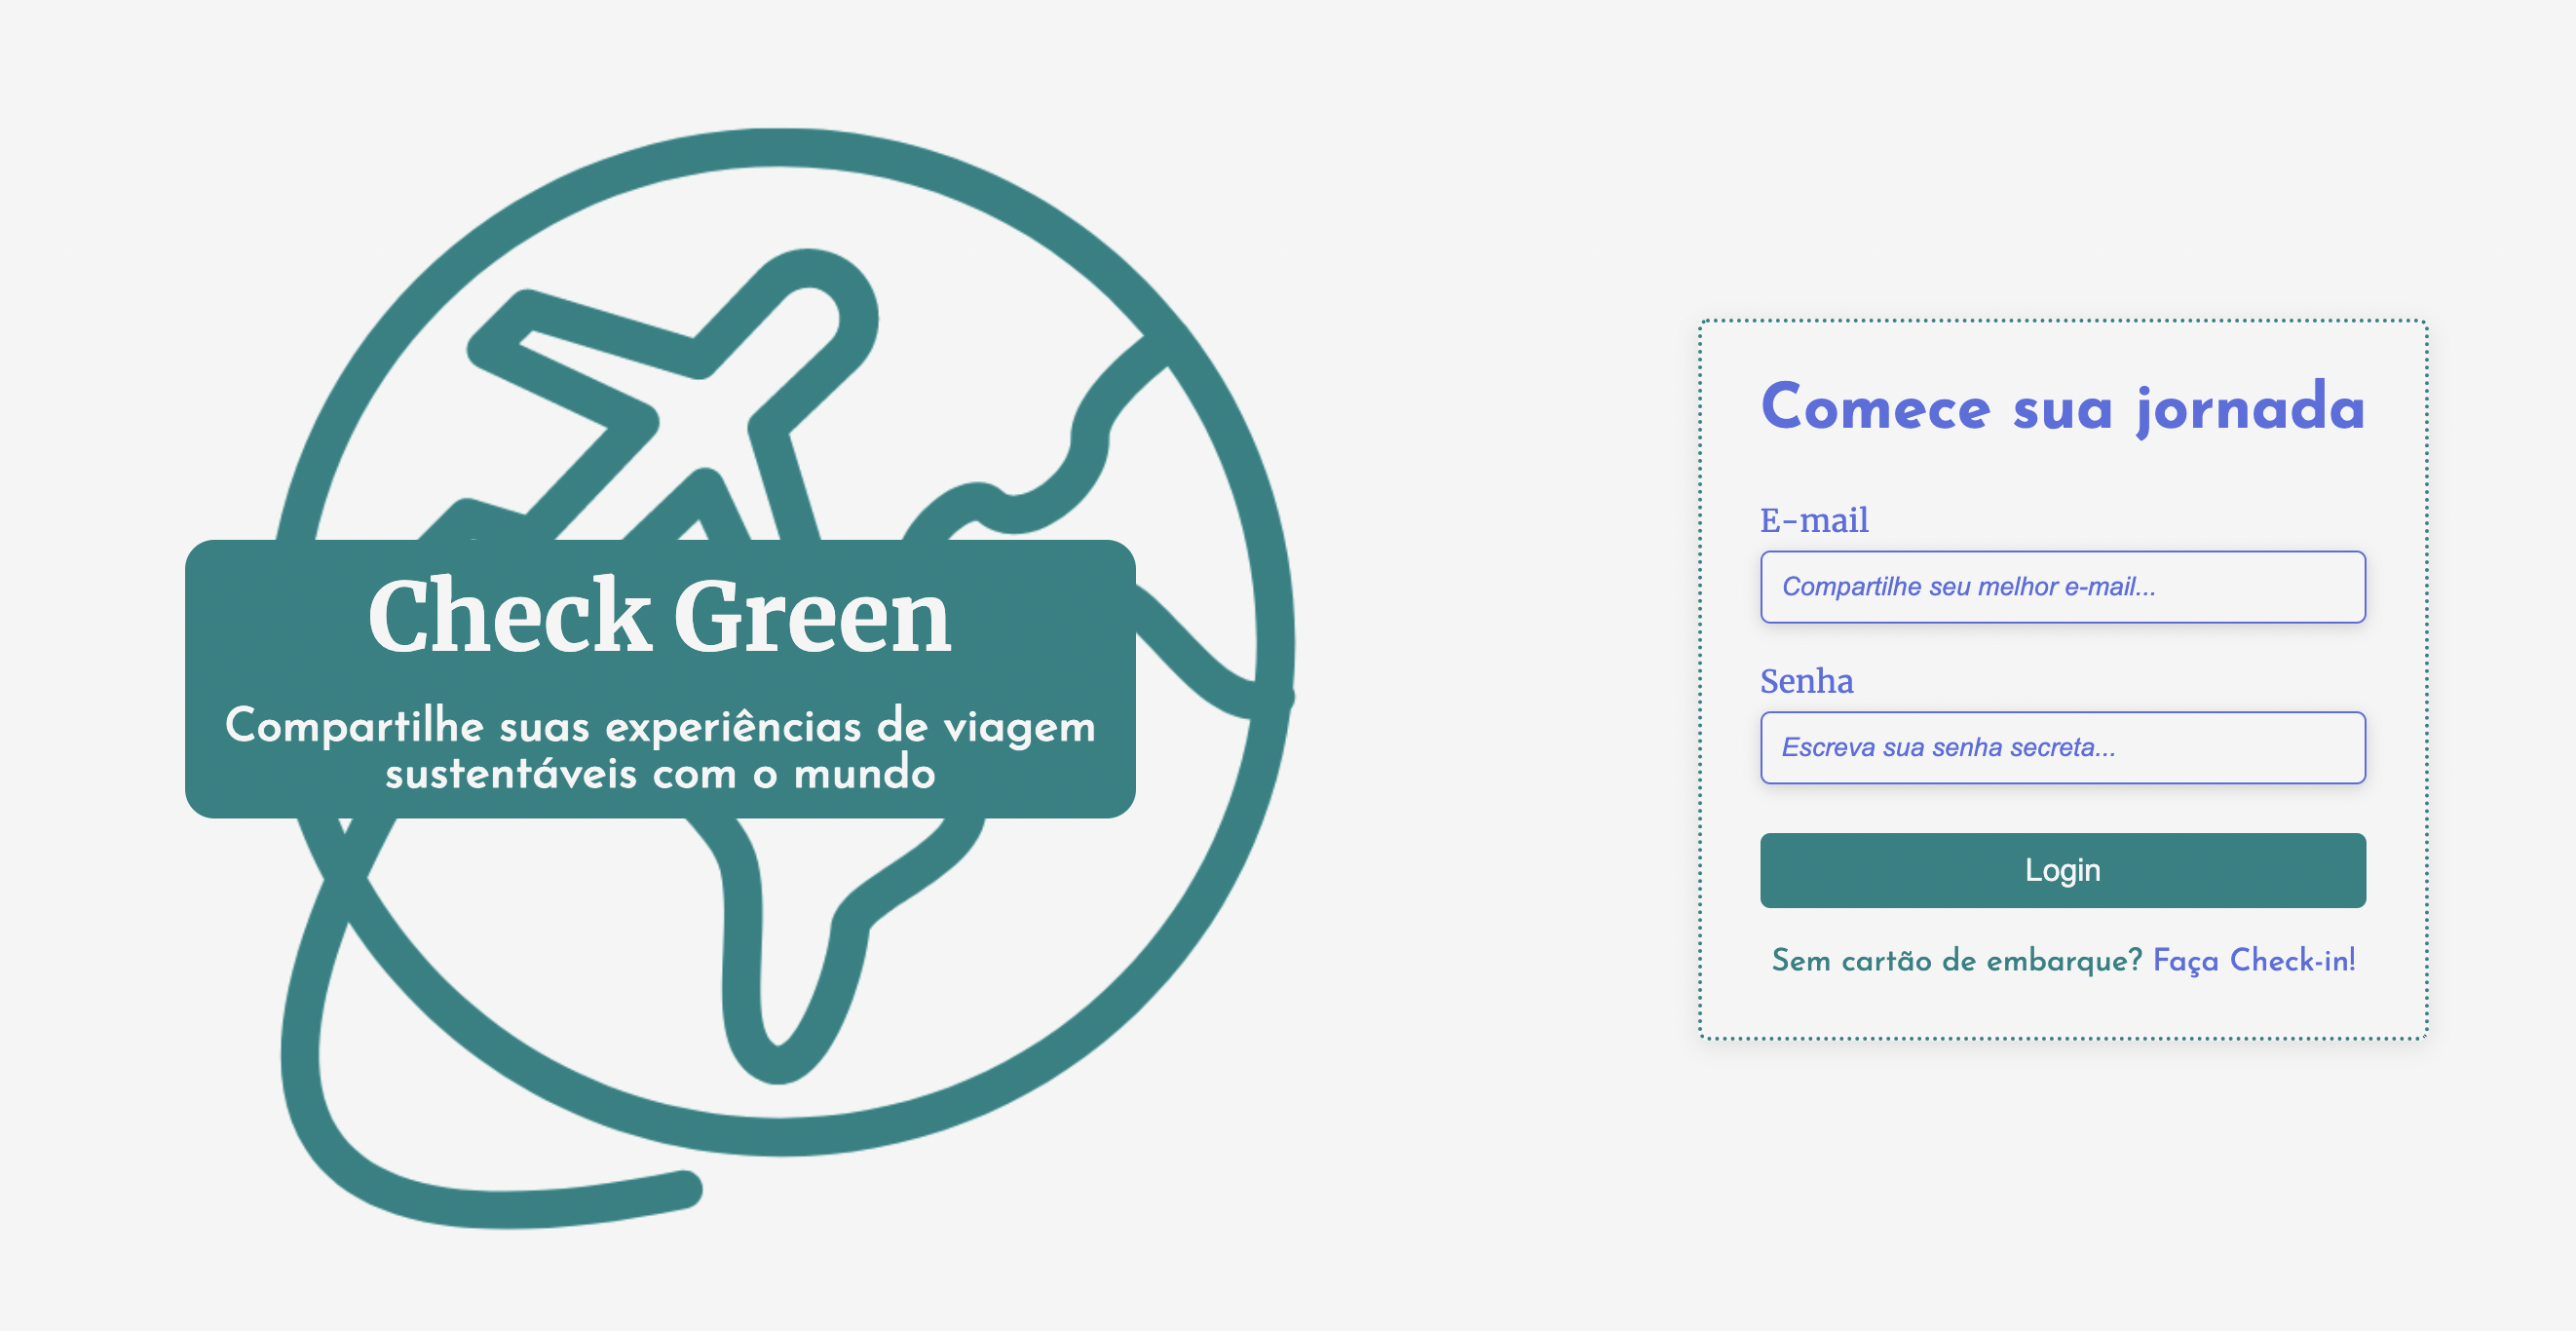 Check Green
Compartilhe suas experiências de viagem
sustentáveis com o mundo
Comece sua jornada
E-mail
Compartilhe seu melhor e-mail...
Senha
Escreva sua senha secreta...
Login
Sem cartão de embarque? Faça Check-in!